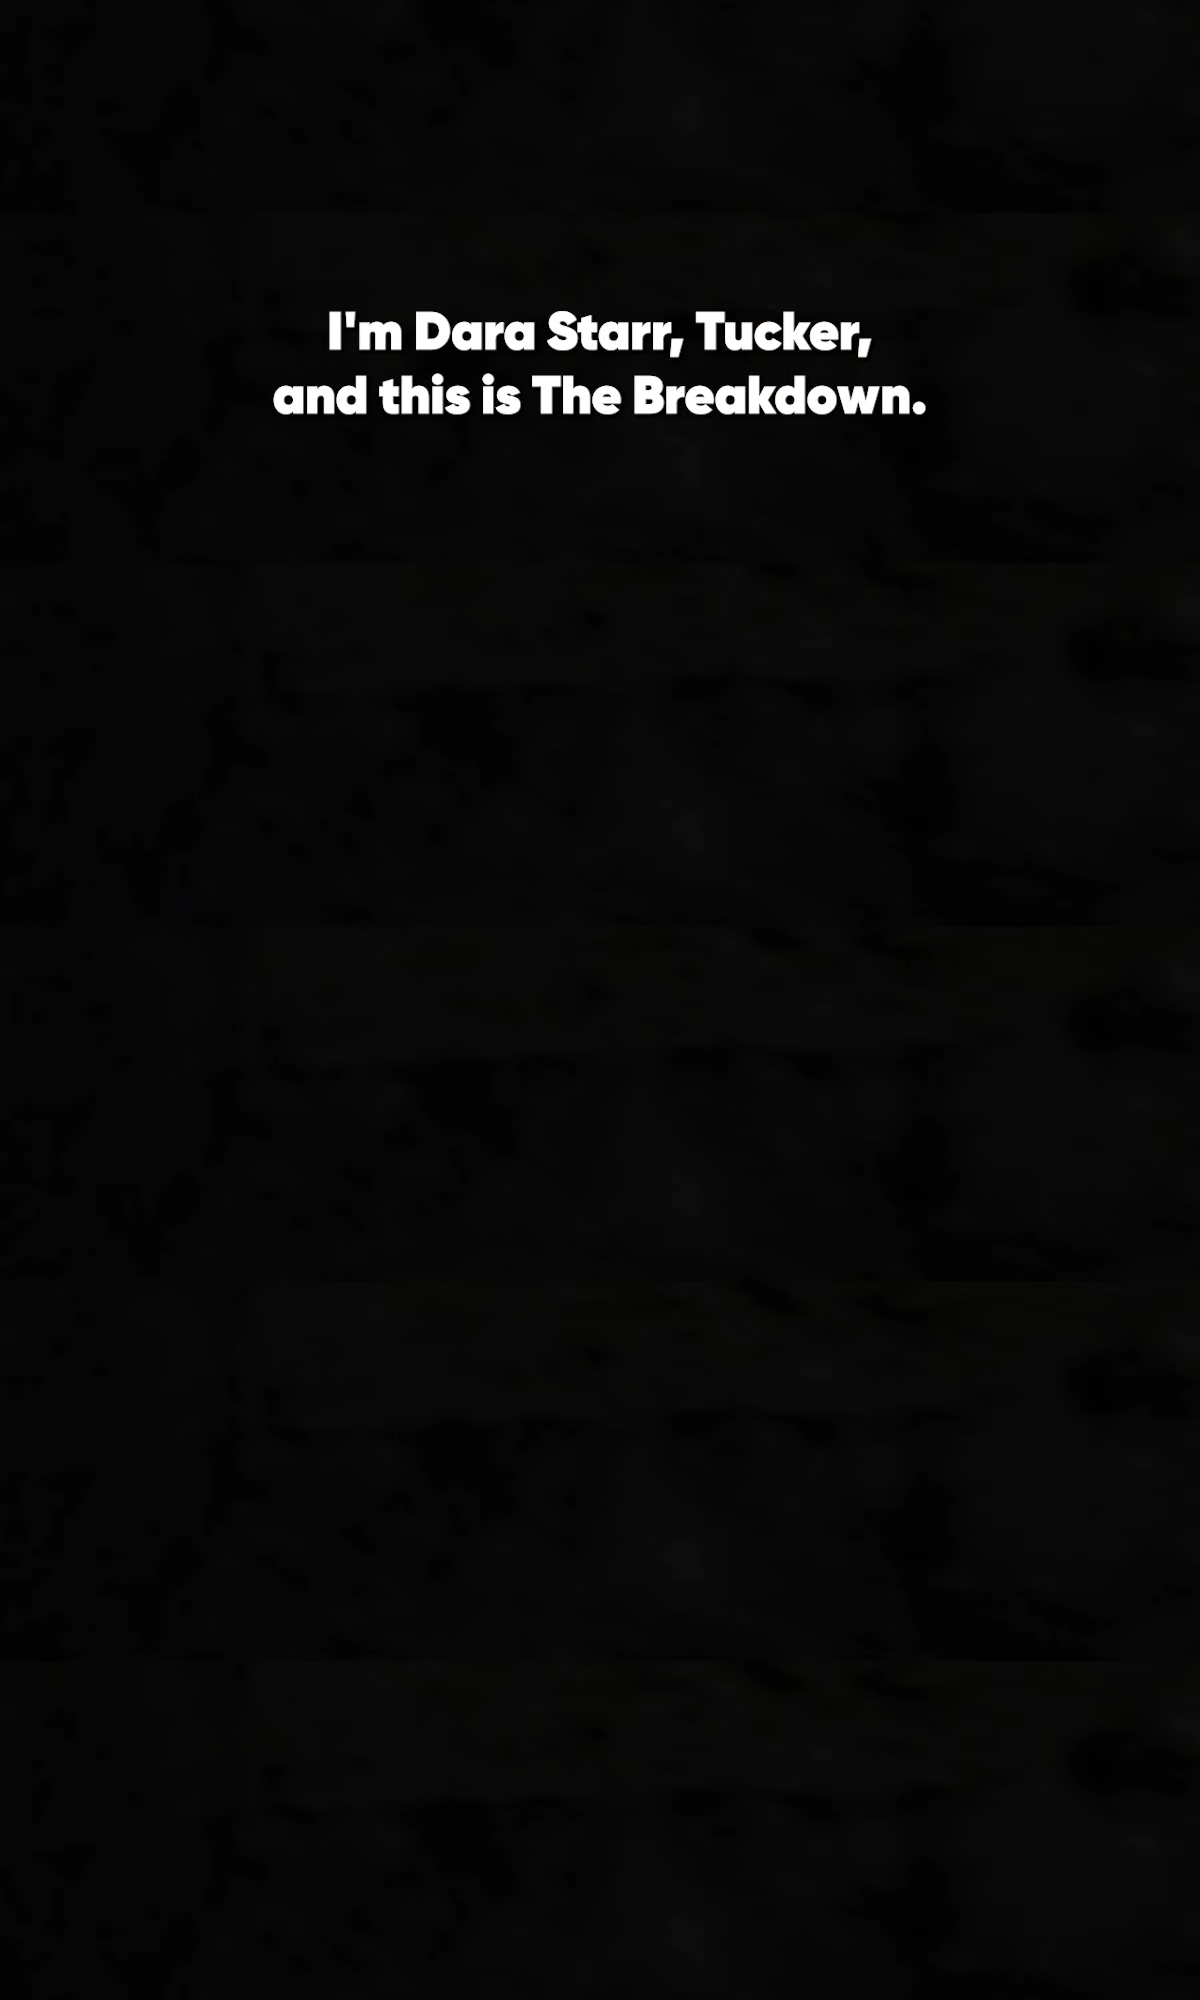 I'm Dara Starr, Tucker,
and this is The Breakdown.